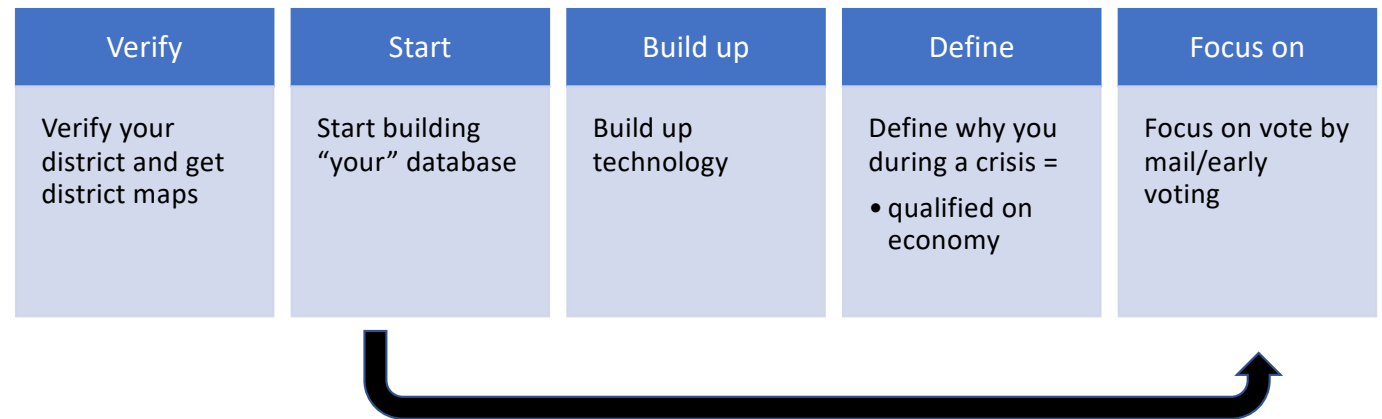 Verify
Verify your
district and get
district maps
Start
Start building
“your” database
Build up
Build up
technology
Define
Define why you
during a crisis =
• qualified on
economy
Focus on
Focus on vote by
mail/early
voting